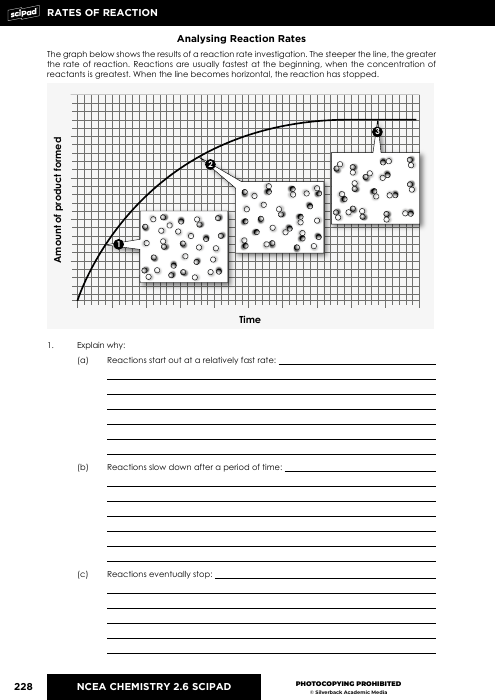 scipad RATES OF REACTION
Analysing Reaction Rates
The graph below shows the results of a reaction rate investigation. The steeper the line, the greater
the rate of reaction. Reactions are usually fastest at the beginning, when the concentration of
reactants is greatest. When the line becomes horizontal, the reaction has stopped.
Amount of product formed
1
2
3
Time
1. Explain why:
(a) Reactions start out at a relatively fast rate:
(b) Reactions slow down after a period of time:
(c) Reactions eventually stop:
228 NCEA CHEMISTRY 2.6 SCIPAD PHOTOCOPYING PROHIBITED
© Silverback Academic Media